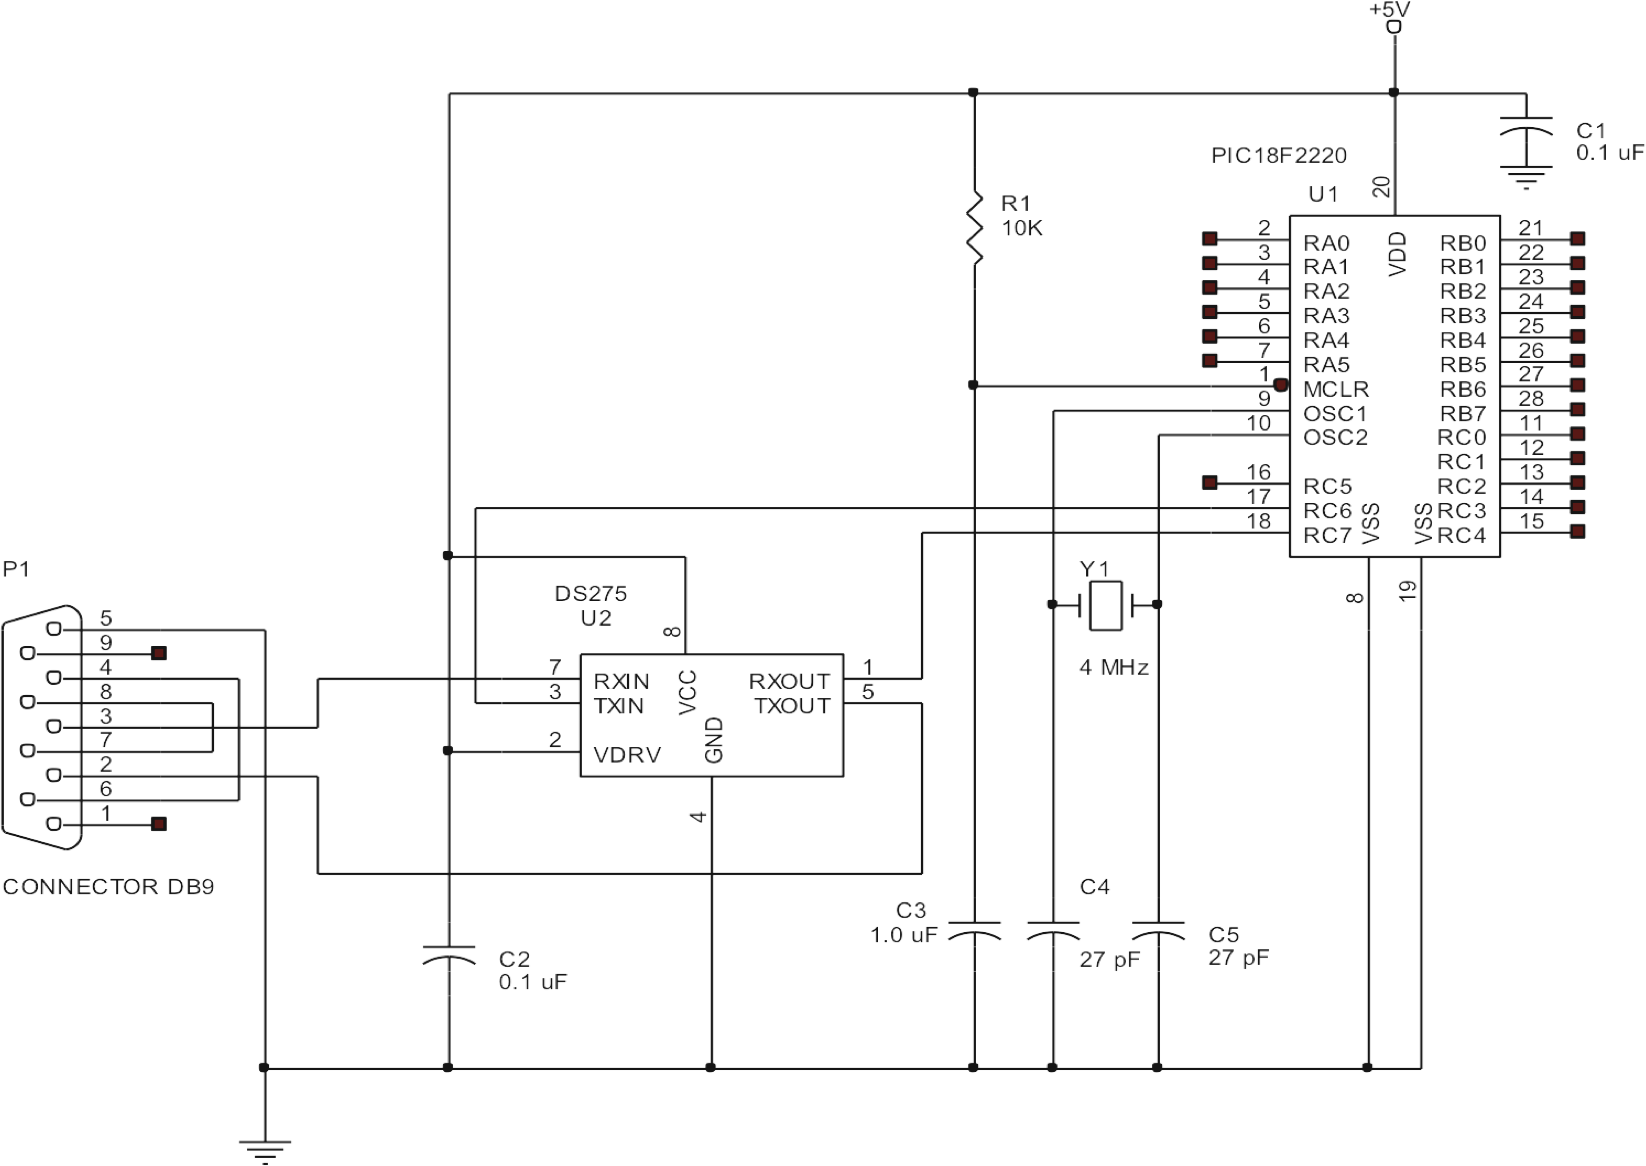 +5V
C1
0.1 uF
PIC18F2220
U1
20
R1
10K
VDD
2 RA0 RB0 21
3 RA1 RB1 22
4 RA2 RB2 23
5 RA3 RB3 24
6 RA4 RB4 25
7 RA5 RB5 26
1 MCLR RB6 27
9 OSC1 RB7 28
10 OSC2 RC0 11
RC1 12
16 RC5 RC2 13
17 RC6 VSS VSS RC3 14
18 RC7 RC4 15
8
19
P1
Y1
4 MHz
DS275
U2
8
5
9
4
8
3
7
2
6
1
7 RXIN VCC RXOUT 1
3 TXIN TXOUT 5
2 VDRV GND
4
CONNECTOR DB9
C4
27 pF
C3
1.0 uF
C5
27 pF
C2
0.1 uF